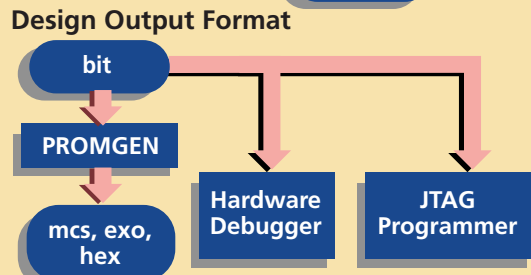 Design Output Format
bit
PROMGEN
mcs, exo,
hex
Hardware
Debugger
JTAG
Programmer